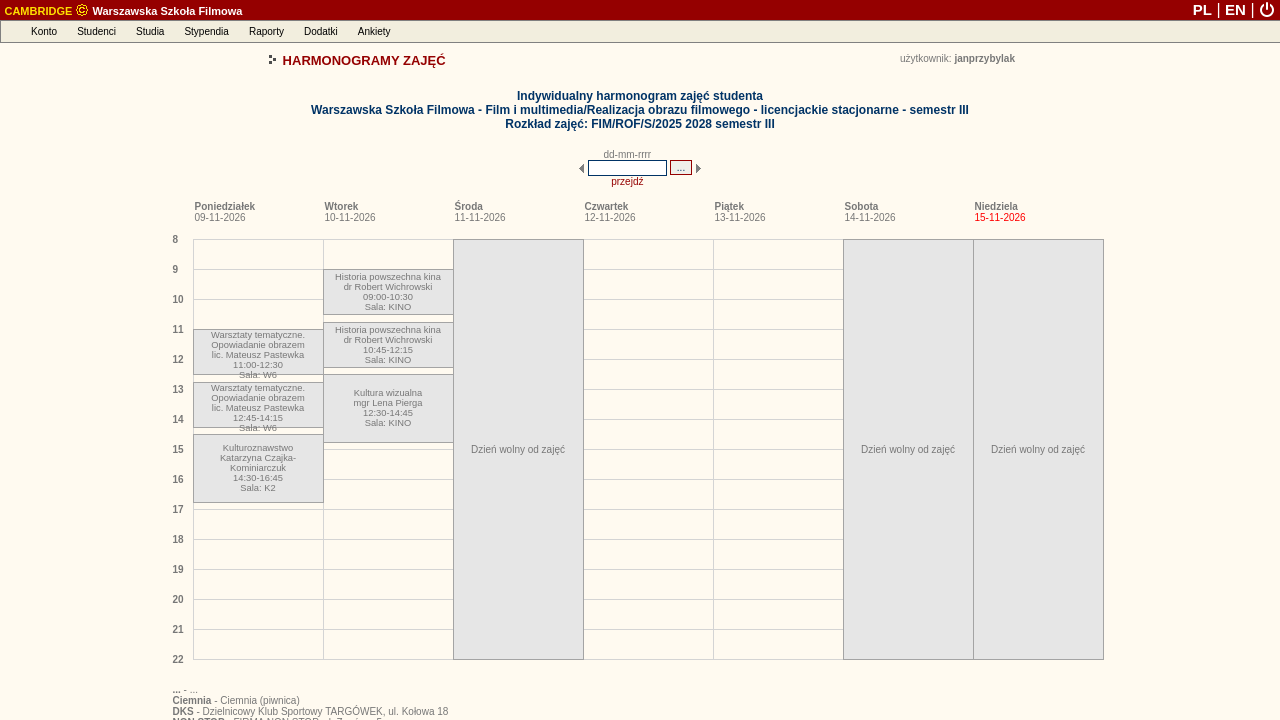 CAMBRIDGE Warszawska Szkoła Filmowa
PL | EN |
Konto Studenci Studia Stypendia Raporty Dodatki Ankiety
HARMONOGRAMY ZAJĘĆ
użytkownik: janprzybylak
Indywidualny harmonogram zajęć studenta
Warszawska Szkoła Filmowa - Film i multimedia/Realizacja obrazu filmowego - licencjackie stacjonarne - semestr III
Rozkład zajęć: FIM/ROF/S/2025 2028 semestr III
dd-mm-rrrr
...
przejdź
Poniedziałek Wtorek Środa Czwartek Piątek Sobota Niedziela
09-11-2026 10-11-2026 11-11-2026 12-11-2026 13-11-2026 14-11-2026 15-11-2026
8
9
10
11
12
13
14
15
16
17
18
19
20
21
22
Warsztaty tematyczne.
Opowiadanie obrazem
lic. Mateusz Pastewka
11:00-12:30
Sala: W6
Warsztaty tematyczne.
Opowiadanie obrazem
lic. Mateusz Pastewka
12:45-14:15
Sala: W6
Kulturoznawstwo
Katarzyna Czajka-
Kominiarczuk
14:30-16:45
Sala: K2
Historia powszechna kina
dr Robert Wichrowski
09:00-10:30
Sala: KINO
Historia powszechna kina
dr Robert Wichrowski
10:45-12:15
Sala: KINO
Kultura wizualna
mgr Lena Pierga
12:30-14:45
Sala: KINO
Dzień wolny od zajęć
Dzień wolny od zajęć
Dzień wolny od zajęć
... - ...
Ciemnia - Ciemnia (piwnica)
DKS - Dzielnicowy Klub Sportowy TARGÓWEK, ul. Kołowa 18